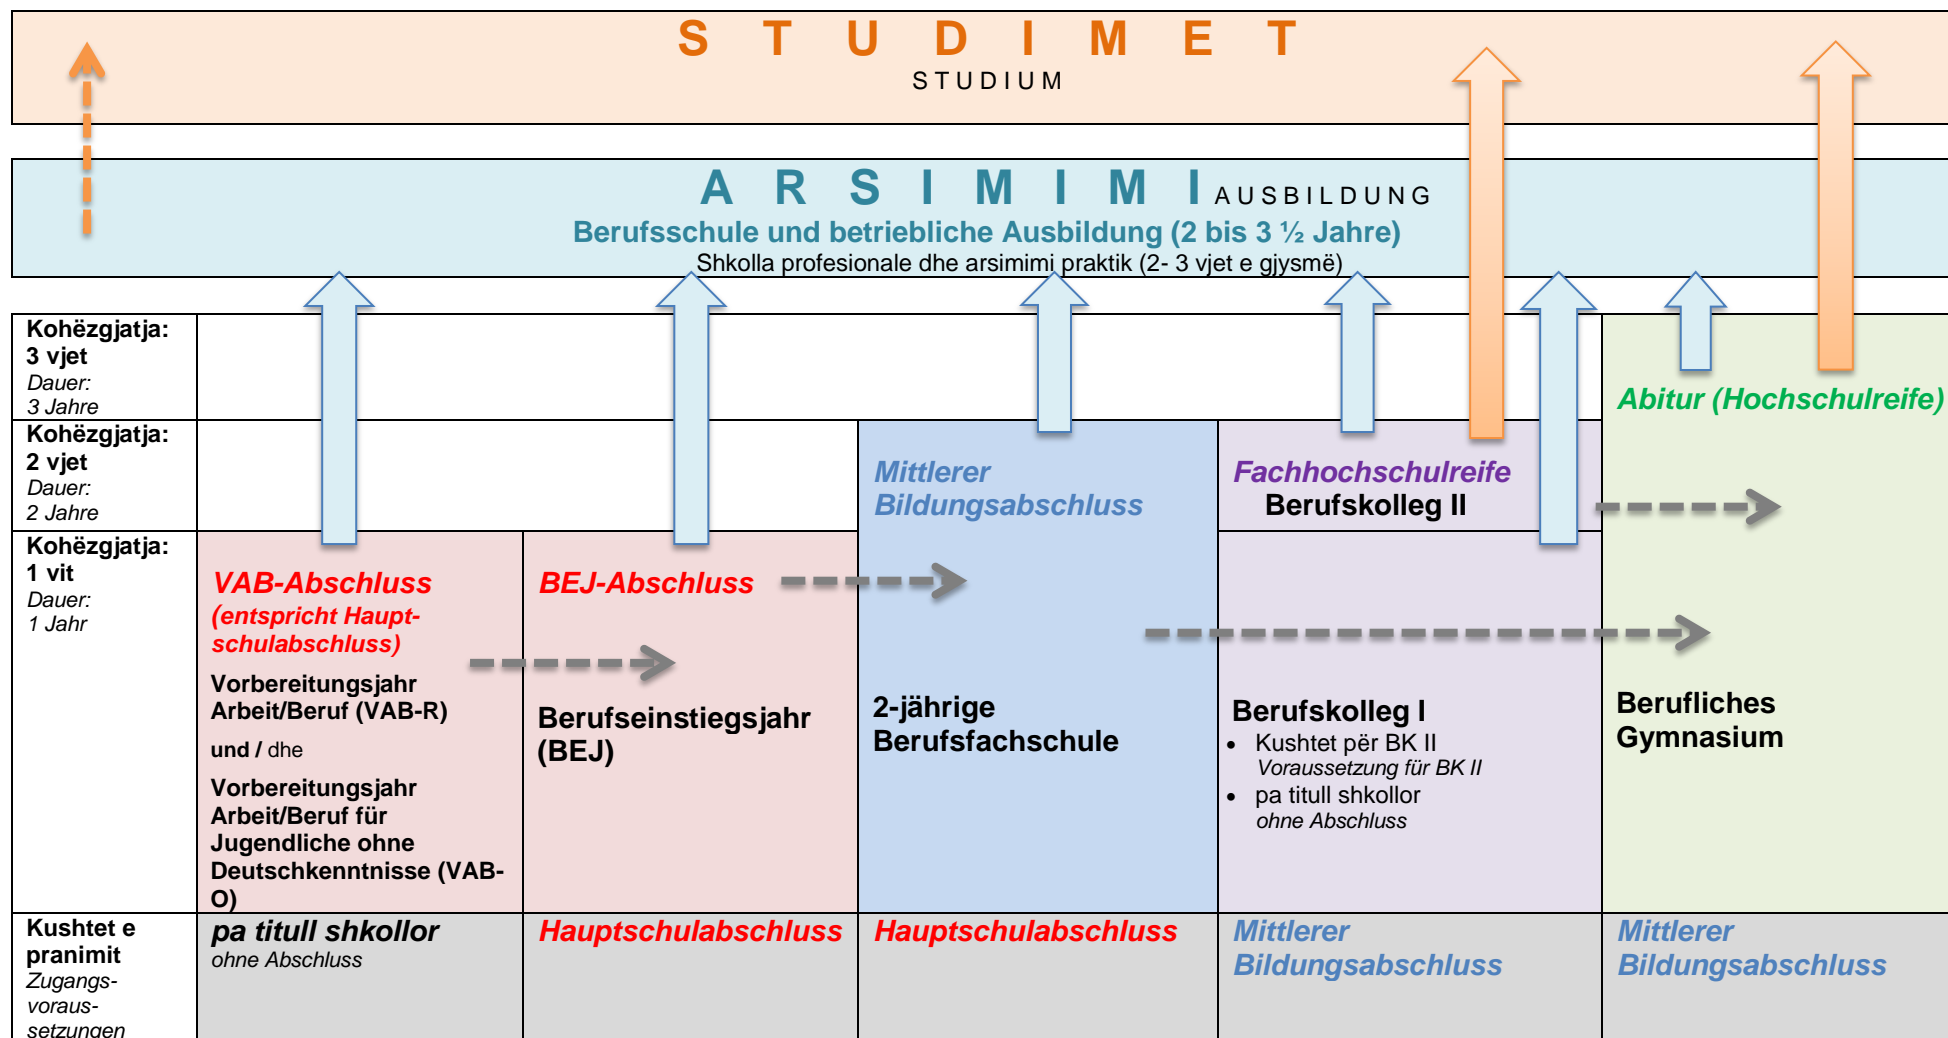 S T U D I M E T
STUDIUM
A R S I M I M I AUSBILDUNG
Berufsschule und betriebliche Ausbildung (2 bis 3 ½ Jahre)
Shkolla profesionale dhe arsimimi praktik (2- 3 vjet e gjysmë)
Kohëzgjatja:
3 vjet
Dauer:
3 Jahre
Abitur (Hochschulreife)
Kohëzgjatja:
2 vjet
Dauer:
2 Jahre
Mittlerer
Bildungsabschluss
Fachhochschulreife
Berufskolleg II
Kohëzgjatja:
1 vit
Dauer:
1 Jahr
VAB-Abschluss
(entspricht Haupt-
schulabschluss)
Vorbereitungsjahr
Arbeit/Beruf (VAB-R)
und / dhe
Vorbereitungsjahr
Arbeit/Beruf für
Jugendliche ohne
Deutschkenntnisse (VAB-
O)
BEJ-Abschluss
Berufseinstiegsjahr
(BEJ)
2-jährige
Berufsfachschule
Berufskolleg I
• Kushtet për BK II
Voraussetzung für BK II
• pa titull shkollor
ohne Abschluss
Berufliches
Gymnasium
Kushtet e
pranimit
Zugangs-
voraus-
setzungen
pa titull shkollor
ohne Abschluss
Hauptschulabschluss
Hauptschulabschluss
Mittlerer
Bildungsabschluss
Mittlerer
Bildungsabschluss